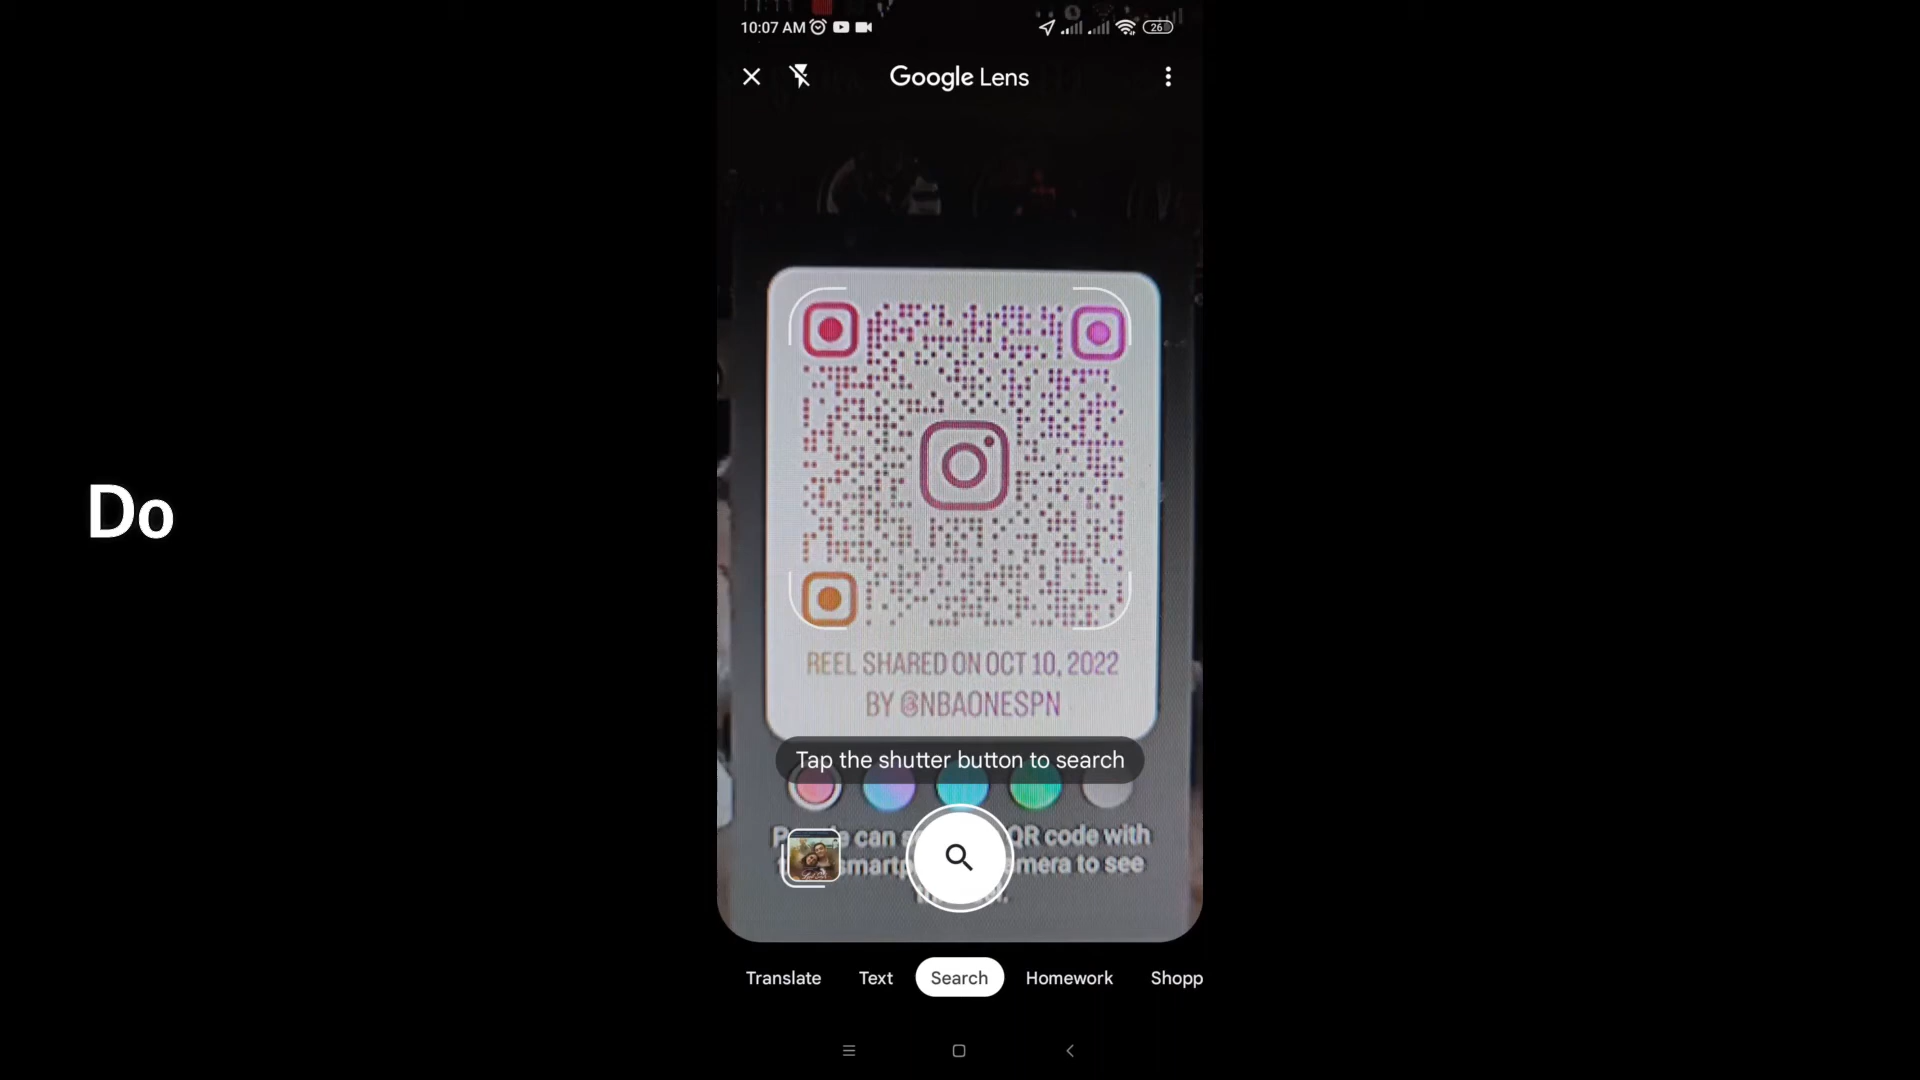 10:07 AM
26
Google Lens
Do
REEL SHARED ON OCT 10, 2022
BY @NBAONESPN
Tap the shutter button to search
can QR code with
to see
Translate Text Search Homework Shopp